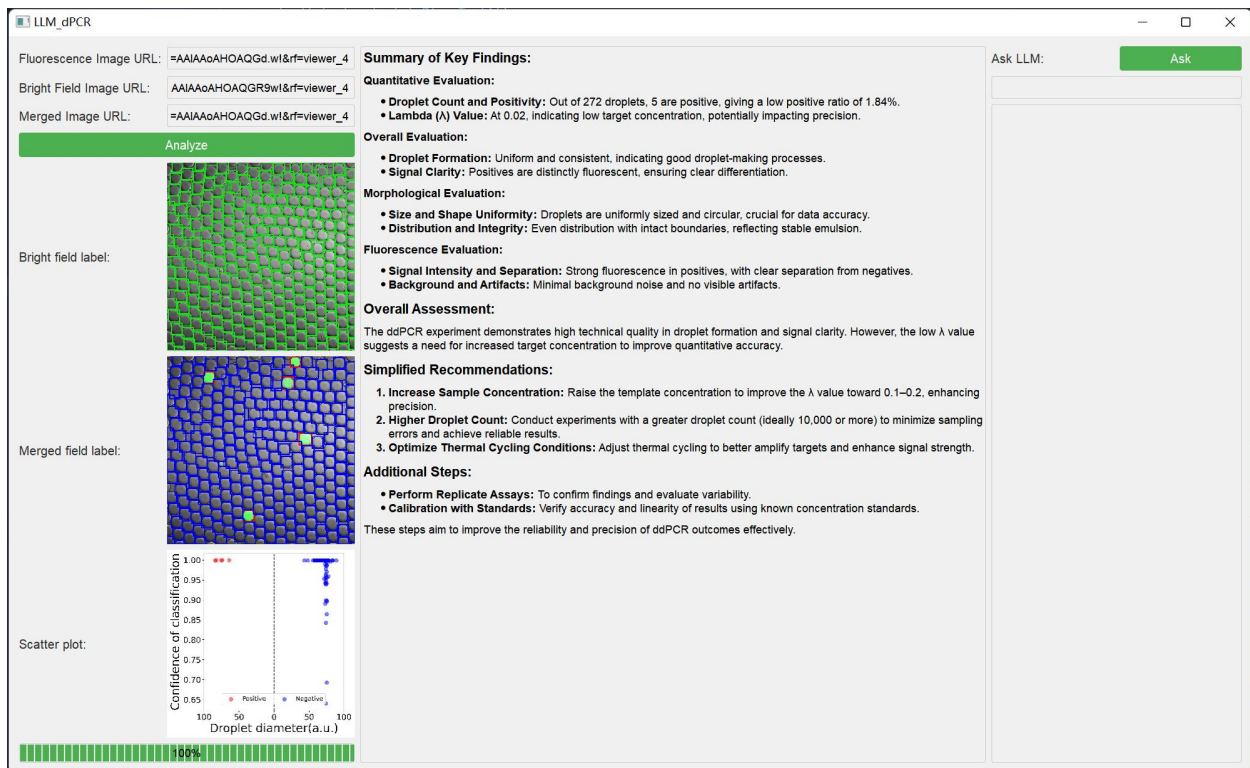 LLM_dPCR
Fluorescence Image URL: =AAIAAoAHOAQGd.w!&rf=viewer_4
Bright Field Image URL: AAIAAoAHOAQGR9w!&rf=viewer_4
Merged Image URL: =AAIAAoAHOAQGd.w!&rf=viewer_4
Analyze
Bright field label:
Merged field label:
Scatter plot:
Confidence of classification
1.00
0.95
0.90
0.85
0.80
0.75
0.70
0.65
Positive Negative
100 50 0 50 100
Droplet diameter(a.u.)
100%
Summary of Key Findings:
Quantitative Evaluation:
• Droplet Count and Positivity: Out of 272 droplets, 5 are positive, giving a low positive ratio of 1.84%.
• Lambda (λ) Value: At 0.02, indicating low target concentration, potentially impacting precision.
Overall Evaluation:
• Droplet Formation: Uniform and consistent, indicating good droplet-making processes.
• Signal Clarity: Positives are distinctly fluorescent, ensuring clear differentiation.
Morphological Evaluation:
• Size and Shape Uniformity: Droplets are uniformly sized and circular, crucial for data accuracy.
• Distribution and Integrity: Even distribution with intact boundaries, reflecting stable emulsion.
Fluorescence Evaluation:
• Signal Intensity and Separation: Strong fluorescence in positives, with clear separation from negatives.
• Background and Artifacts: Minimal background noise and no visible artifacts.
Overall Assessment:
The ddPCR experiment demonstrates high technical quality in droplet formation and signal clarity. However, the low λ value
suggests a need for increased target concentration to improve quantitative accuracy.
Simplified Recommendations:
1. Increase Sample Concentration: Raise the template concentration to improve the λ value toward 0.1–0.2, enhancing
precision.
2. Higher Droplet Count: Conduct experiments with a greater droplet count (ideally 10,000 or more) to minimize sampling
errors and achieve reliable results.
3. Optimize Thermal Cycling Conditions: Adjust thermal cycling to better amplify targets and enhance signal strength.
Additional Steps:
• Perform Replicate Assays: To confirm findings and evaluate variability.
• Calibration with Standards: Verify accuracy and linearity of results using known concentration standards.
These steps aim to improve the reliability and precision of ddPCR outcomes effectively.
Ask LLM: Ask